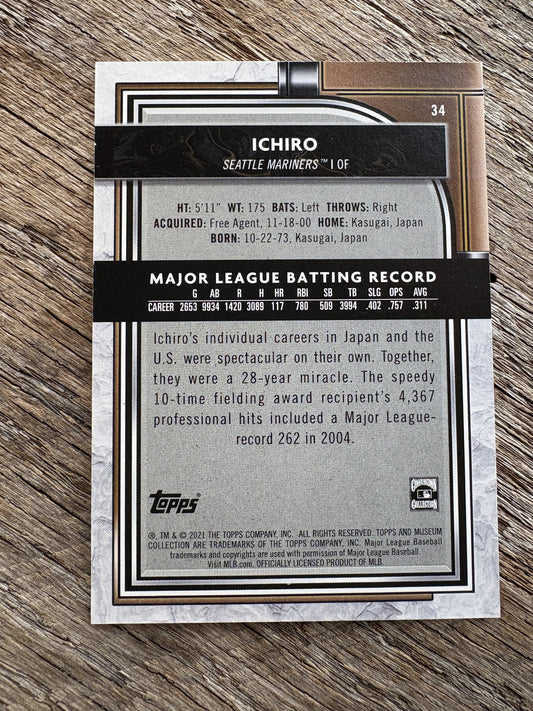 34
ICHIRO
SEATTLE MARINERS™ I OF
HT: 5'11" WT: 175 BATS: Left THROWS: Right
ACQUIRED: Free Agent, 11-18-00 HOME: Kasugai, Japan
BORN: 10-22-73, Kasugai, Japan
MAJOR LEAGUE BATTING RECORD
G AB R H HR RBI SB TB SLG OPS AVG
CAREER 2653 9934 1420 3089 117 780 509 3994 .402 .757 .311
Ichiro's individual careers in Japan and the
U.S. were spectacular on their own. Together,
they were a 28-year miracle. The speedy
10-time fielding award recipient's 4,367
professional hits included a Major League-
record 262 in 2004.
topps
COOPERSTOWN
COLLECTION
®, TM & © 2021 THE TOPPS COMPANY, INC. ALL RIGHTS RESERVED. TOPPS AND MUSEUM
COLLECTION ARE TRADEMARKS OF THE TOPPS COMPANY, INC. Major League Baseball
trademarks and copyrights are used with permission of Major League Baseball.
Visit MLB.com. OFFICIALLY LICENSED PRODUCT OF MLB